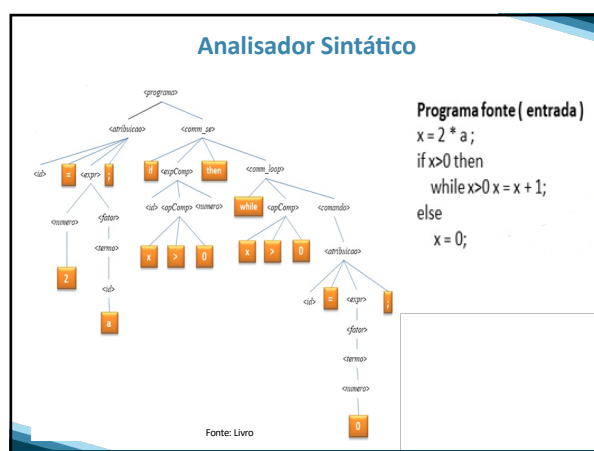 Analisador Sintático
<programa>
<atribuicao> <comm_se>
<id> = <expr> ; if <expComp> then <comm_loop>
<numero> <fator> <id> <opComp> <numero> while <opComp> <comando>
<termo> x > 0 x > 0 <atribuicao>
2 <id> <id> = <expr> ;
a <fator>
<termo>
<numero>
0
Programa fonte ( entrada )
x = 2 * a ;
if x>0 then
while x>0 x = x + 1;
else
x = 0;
Fonte: Livro